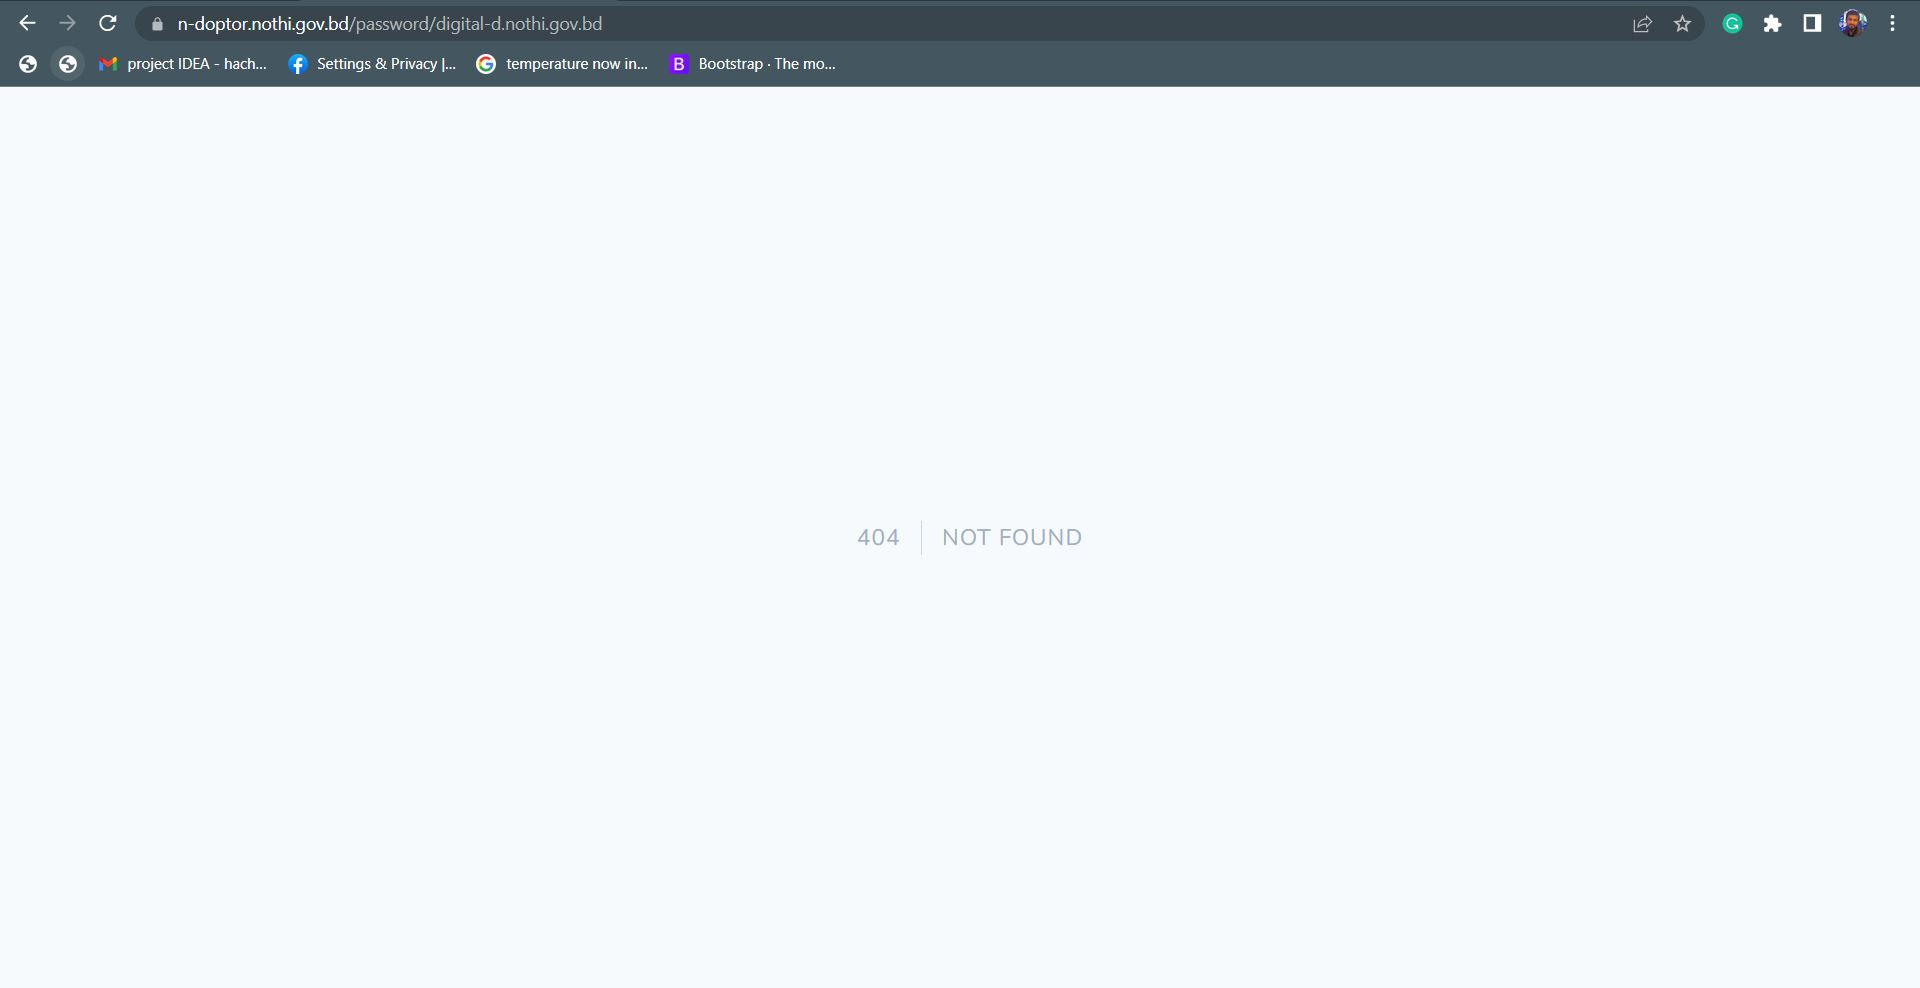 n-doptor.nothi.gov.bd/password/digital-d.nothi.gov.bd
project IDEA - hach... Settings & Privacy |... temperature now in... B Bootstrap · The mo...
404 NOT FOUND